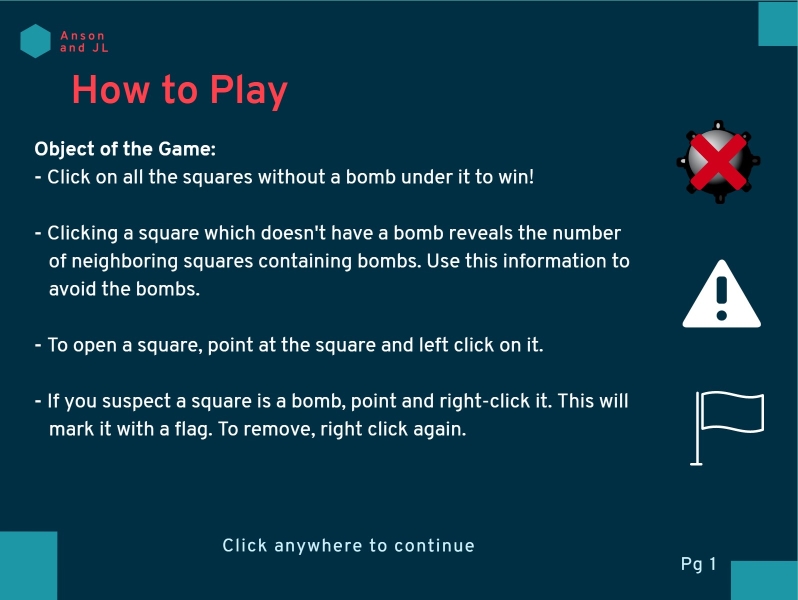 Anson
and JL
How to Play
Object of the Game:
- Click on all the squares without a bomb under it to win!
- Clicking a square which doesn't have a bomb reveals the number
of neighboring squares containing bombs. Use this information to
avoid the bombs.
- To open a square, point at the square and left click on it.
- If you suspect a square is a bomb, point and right-click it. This will
mark it with a flag. To remove, right click again.
Click anywhere to continue
Pg 1